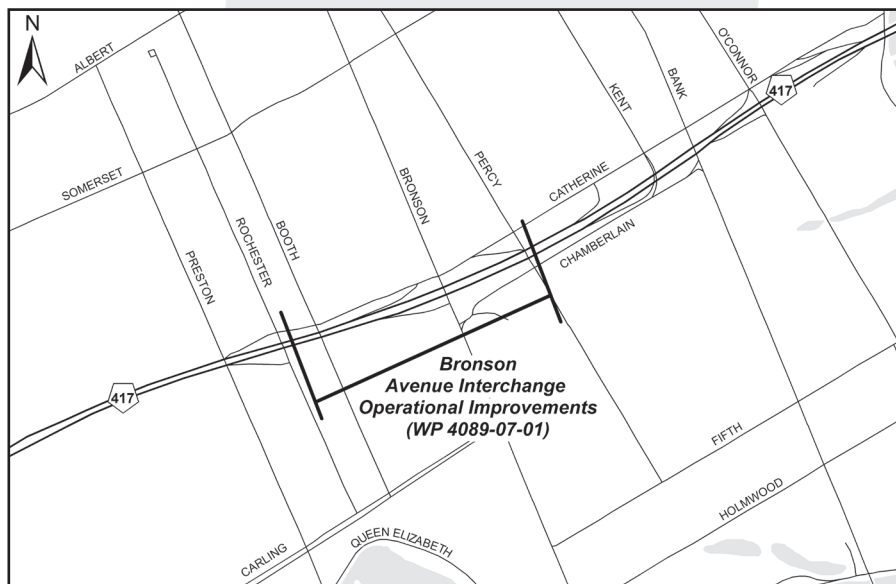 N
ALBERT
O'CONNOR
417
BANK
KENT
SOMERSET
PERCY
CATHERINE
BRONSON
ROCHESTER
BOOTH
CHAMBERLAIN
PRESTON
417
Bronson
Avenue Interchange
Operational Improvements
(WP 4089-07-01)
FIFTH
HOLMWOOD
QUEEN ELIZABETH
CARLING